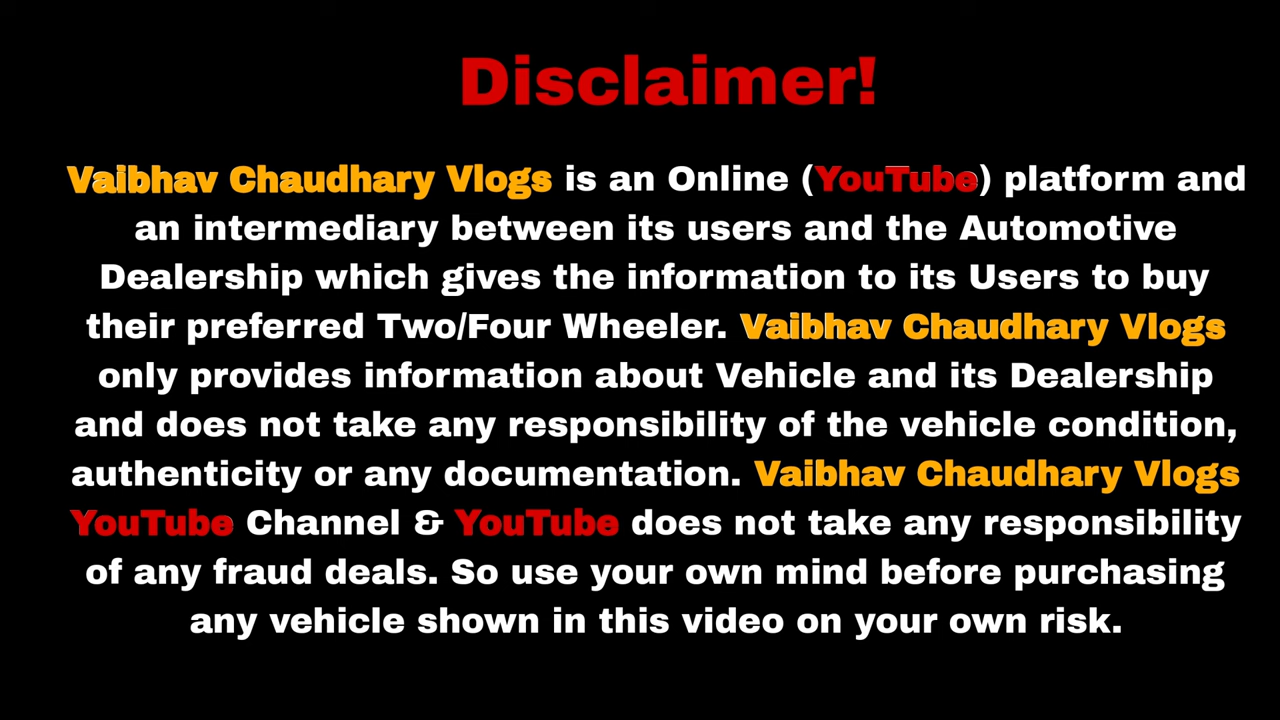 Disclaimer!
Vaibhav Chaudhary Vlogs is an Online (YouTube) platform and
an intermediary between its users and the Automotive
Dealership which gives the information to its Users to buy
their preferred Two/Four Wheeler. Vaibhav Chaudhary Vlogs
only provides information about Vehicle and its Dealership
and does not take any responsibility of the vehicle condition,
authenticity or any documentation. Vaibhav Chaudhary Vlogs
YouTube Channel & YouTube does not take any responsibility
of any fraud deals. So use your own mind before purchasing
any vehicle shown in this video on your own risk.